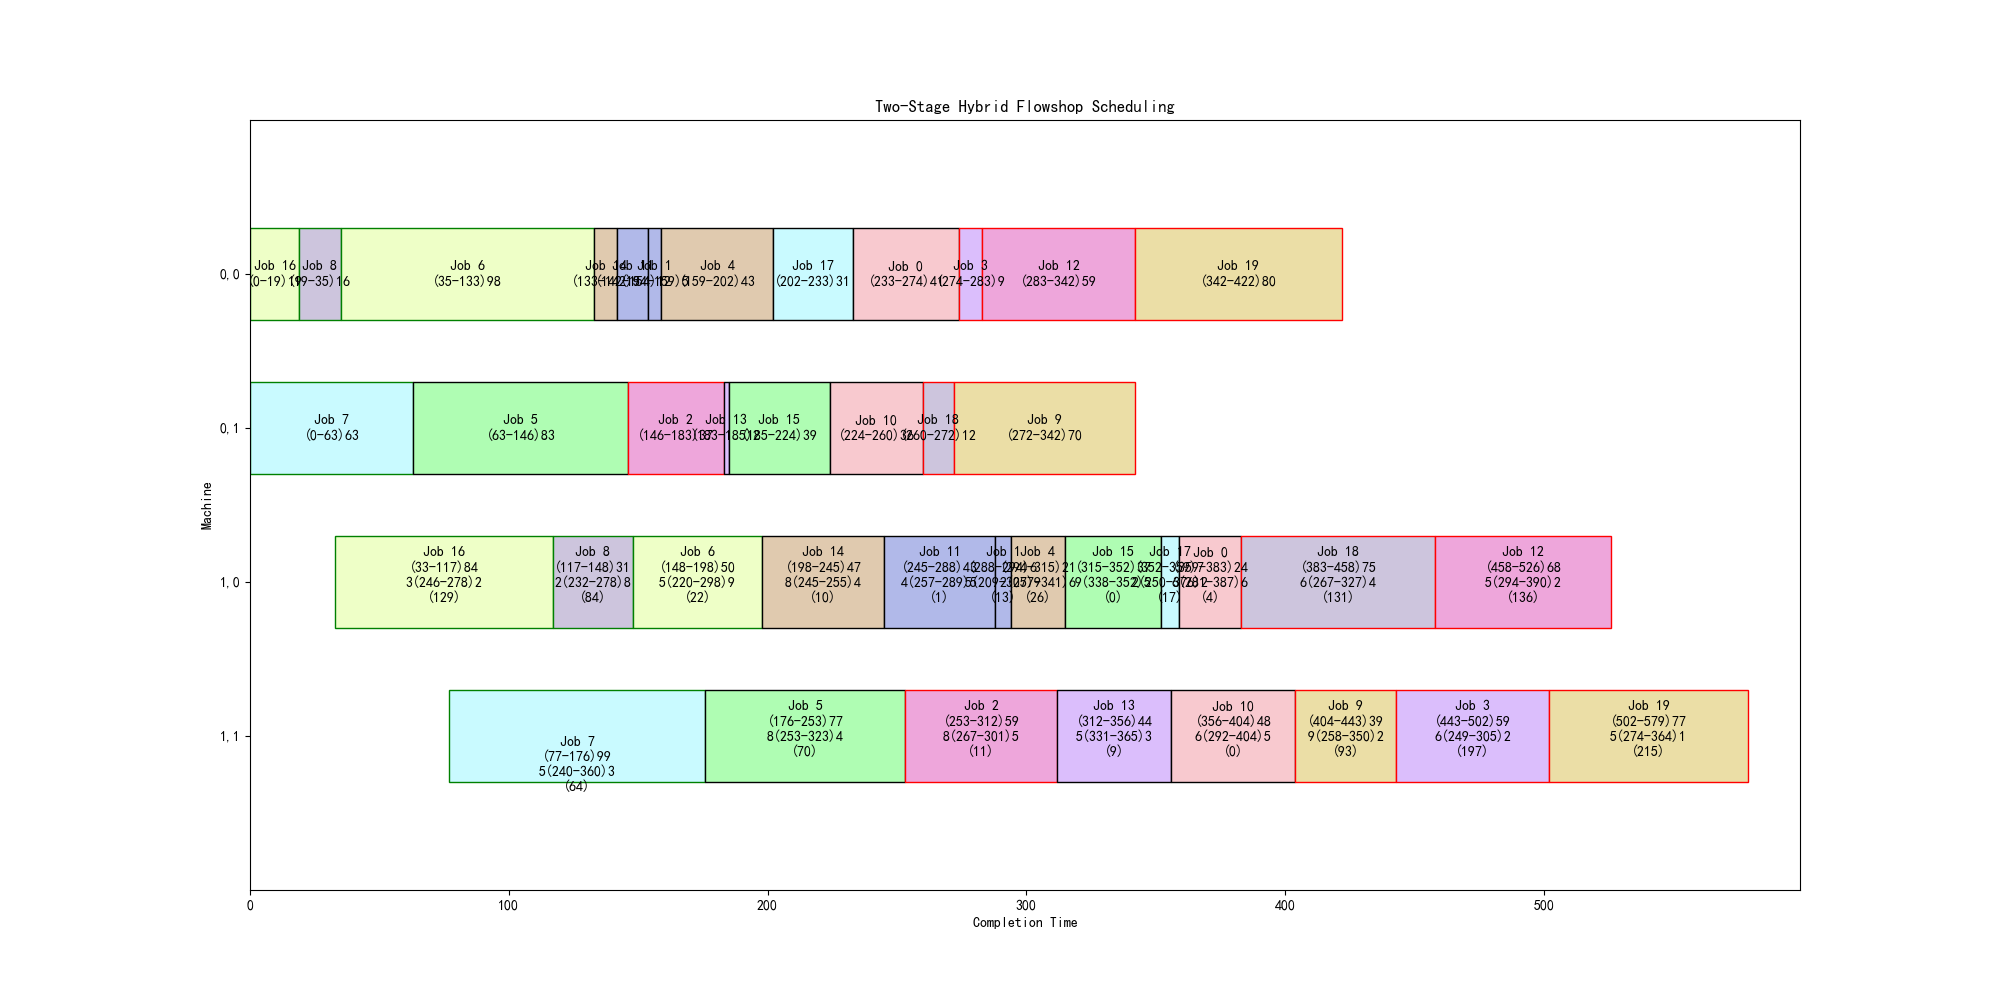 Two-Stage Hybrid Flowshop Scheduling
0,0
Job 16
(0-19)19
Job 8
(19-35)16
Job 6
(35-133)98
Job 14
Job 11
Job 1
Job 4
(159-202)43
Job 17
(202-233)31
Job 0
(233-274)41
Job 3
(274-283)9
Job 12
(283-342)59
Job 19
(342-422)80
0,1
Job 7
(0-63)63
Job 5
(63-146)83
Job 2
(146-183)37
Job 13
(183-185)2
Job 15
(185-224)39
Job 10
(224-260)36
Job 18
(260-272)12
Job 9
(272-342)70
Machine
1,0
Job 16
(33-117)84
3(246-278)2
(129)
Job 8
(117-148)31
2(232-278)8
(84)
Job 6
(148-198)50
5(220-298)9
(22)
Job 14
(198-245)47
8(245-255)4
(10)
Job 11
(245-288)43
4(257-289)5
(1)
Job 1
(288-294)6
(13)
Job 4
(294-315)21
(26)
Job 15
(315-352)37
9(338-352)5
(0)
Job 17
(352-359)7
(17)
Job 0
(359-383)24
(4)
Job 18
(383-458)75
6(267-327)4
(131)
Job 12
(458-526)68
5(294-390)2
(136)
1,1
Job 7
(77-176)99
5(240-360)3
(64)
Job 5
(176-253)77
8(253-323)4
(70)
Job 2
(253-312)59
8(267-301)5
(11)
Job 13
(312-356)44
5(331-365)3
(9)
Job 10
(356-404)48
6(292-404)5
(0)
Job 9
(404-443)39
9(258-350)2
(93)
Job 3
(443-502)59
6(249-305)2
(197)
Job 19
(502-579)77
5(274-364)1
(215)
0
100
200
300
400
500
Completion Time